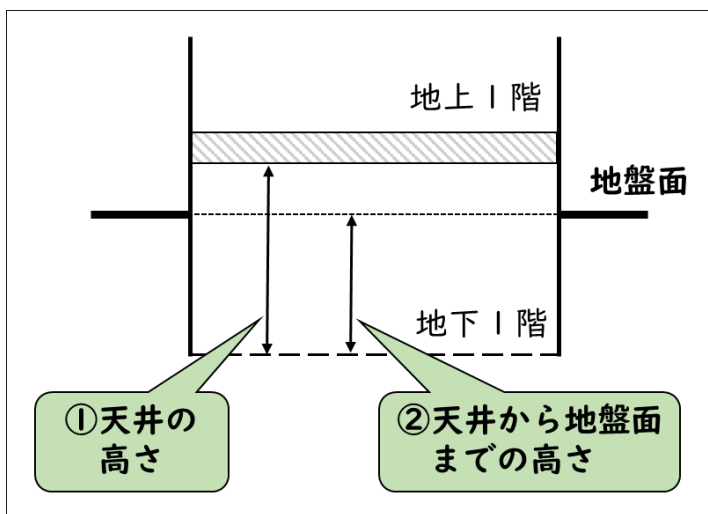 地上1階
地盤面
地下1階
①天井の
高さ
②天井から地盤面
までの高さ